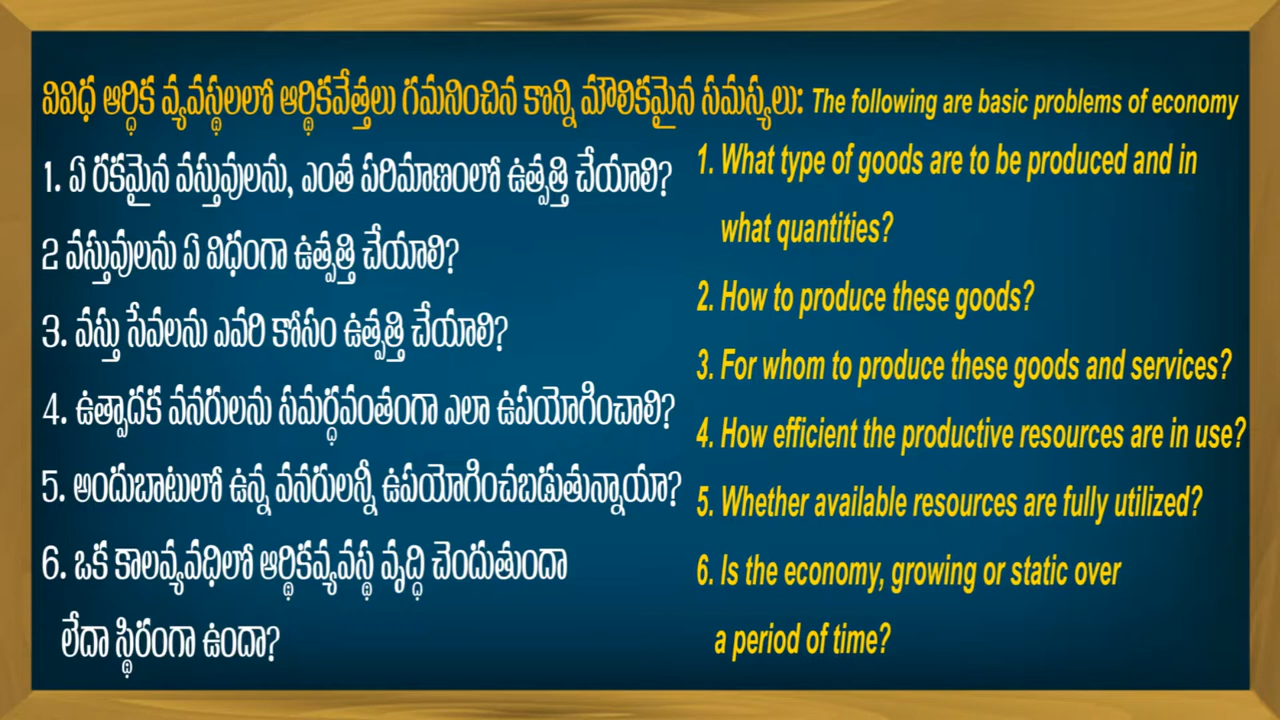 వివిధ ఆర్ధిక వ్యవస్థలలో ఆర్థికవేత్తలు గమనించిన కొన్ని మౌలికమైన సమస్యలు: The following are basic problems of economy
1. ఏ రకమైన వస్తువులను, ఎంత పరిమాణంలో ఉత్పత్తి చేయాలి?
2 వస్తువులను ఏ విధంగా ఉత్పత్తి చేయాలి?
3. వస్తు సేవలను ఎవరి కోసం ఉత్పత్తి చేయాలి?
4. ఉత్పాదక వనరులను సమర్ధవంతంగా ఎలా ఉపయోగించాలి?
5. అందుబాటులో ఉన్న వనరులన్నీ ఉపయోగించబడుతున్నాయా?
6. ఒక కాలవ్యవధిలో ఆర్థికవ్యవస్థ వృద్ధి చెందుతుందా
లేదా స్థిరంగా ఉందా?
1. What type of goods are to be produced and in
what quantities?
2. How to produce these goods?
3. For whom to produce these goods and services?
4. How efficient the productive resources are in use?
5. Whether available resources are fully utilized?
6. Is the economy, growing or static over
a period of time?